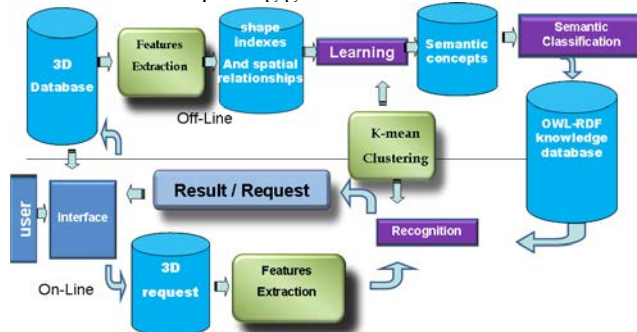 3D
Database
Features
Extraction
shape
indexes
And spatial
relationships
Learning
Semantic
concepts
Semantic
Classification
Off-Line
K-mean
Clustering
OWL-RDF
knowledge
database
user
Interface
Result / Request
Recognition
On-Line
3D
request
Features
Extraction